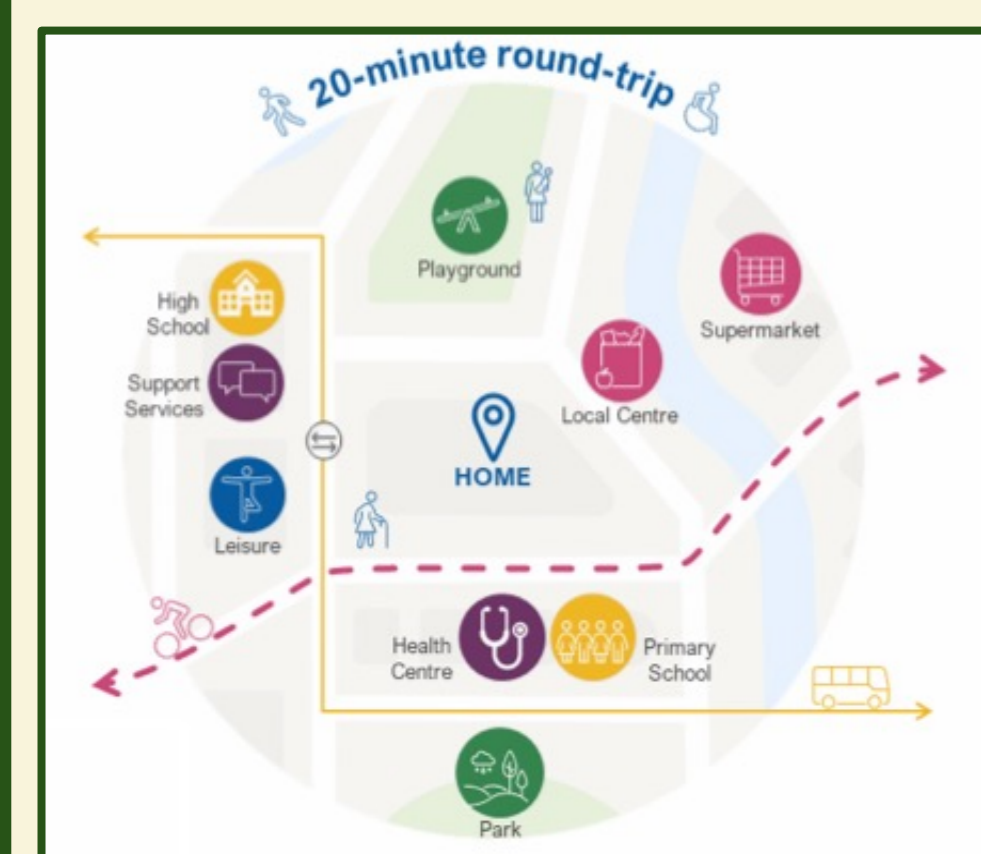 20-minute round-trip
Playground
High
School
Supermarket
Support
Services
Local Centre
HOME
Leisure
Health
Centre
Primary
School
Park